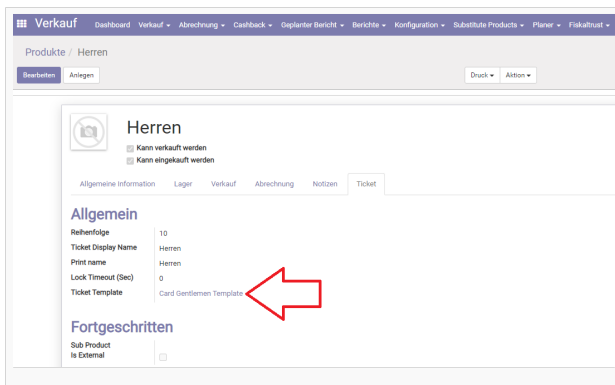 Verkauf Dashboard Verkauf Abrechnung Cashback Geplanter Bericht Berichte Konfiguration Substitute Products Planer Fiskaltrust
Produkte / Herren
Bearbeiten Anlegen Druck Aktion
Herren
Kann verkauft werden
Kann eingekauft werden
Allgemeine Information Lager Verkauf Abrechnung Notizen Ticket
Allgemein
Reihenfolge 10
Ticket Display Name Herren
Print name Herren
Lock Timeout (Sec) 0
Ticket Template Card Gentlemen Template
Fortgeschritten
Sub Product
Is External